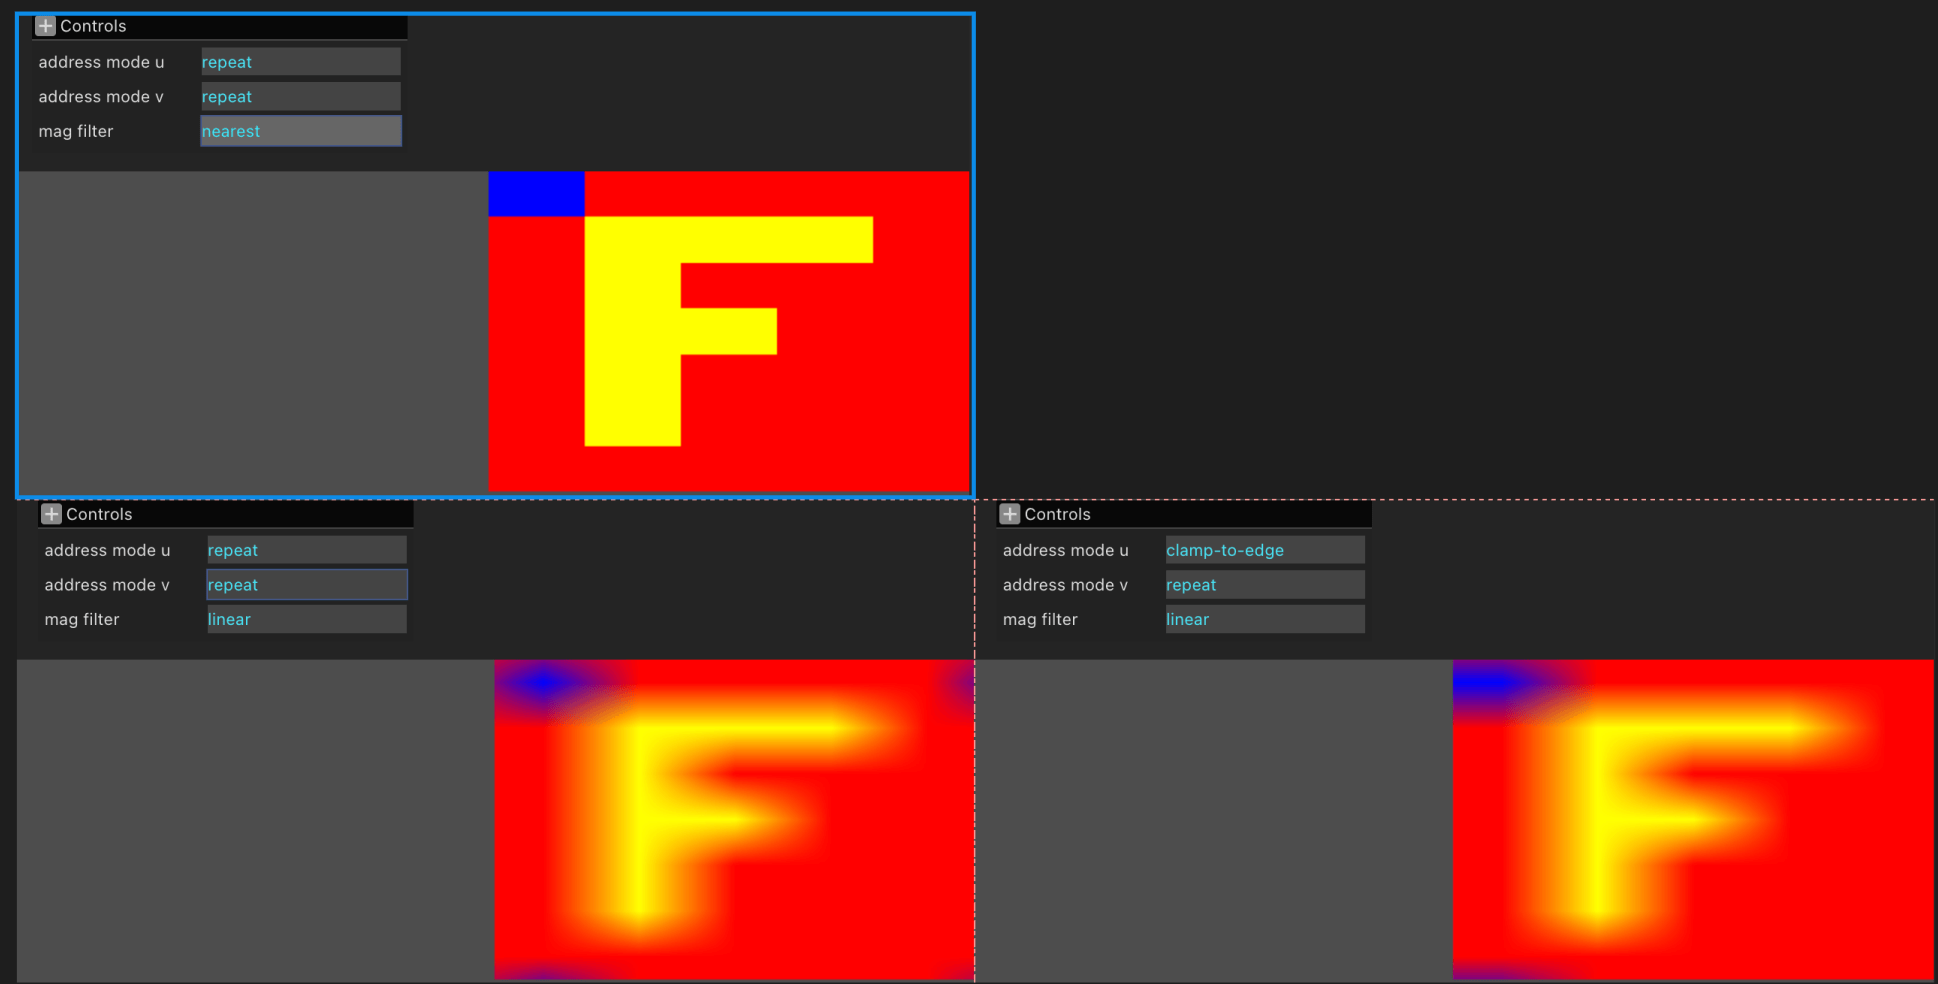 Controls
address mode u repeat
address mode v repeat
mag filter nearest
F
Controls
address mode u repeat
address mode v repeat
mag filter linear
F
Controls
address mode u clamp-to-edge
address mode v repeat
mag filter linear
F